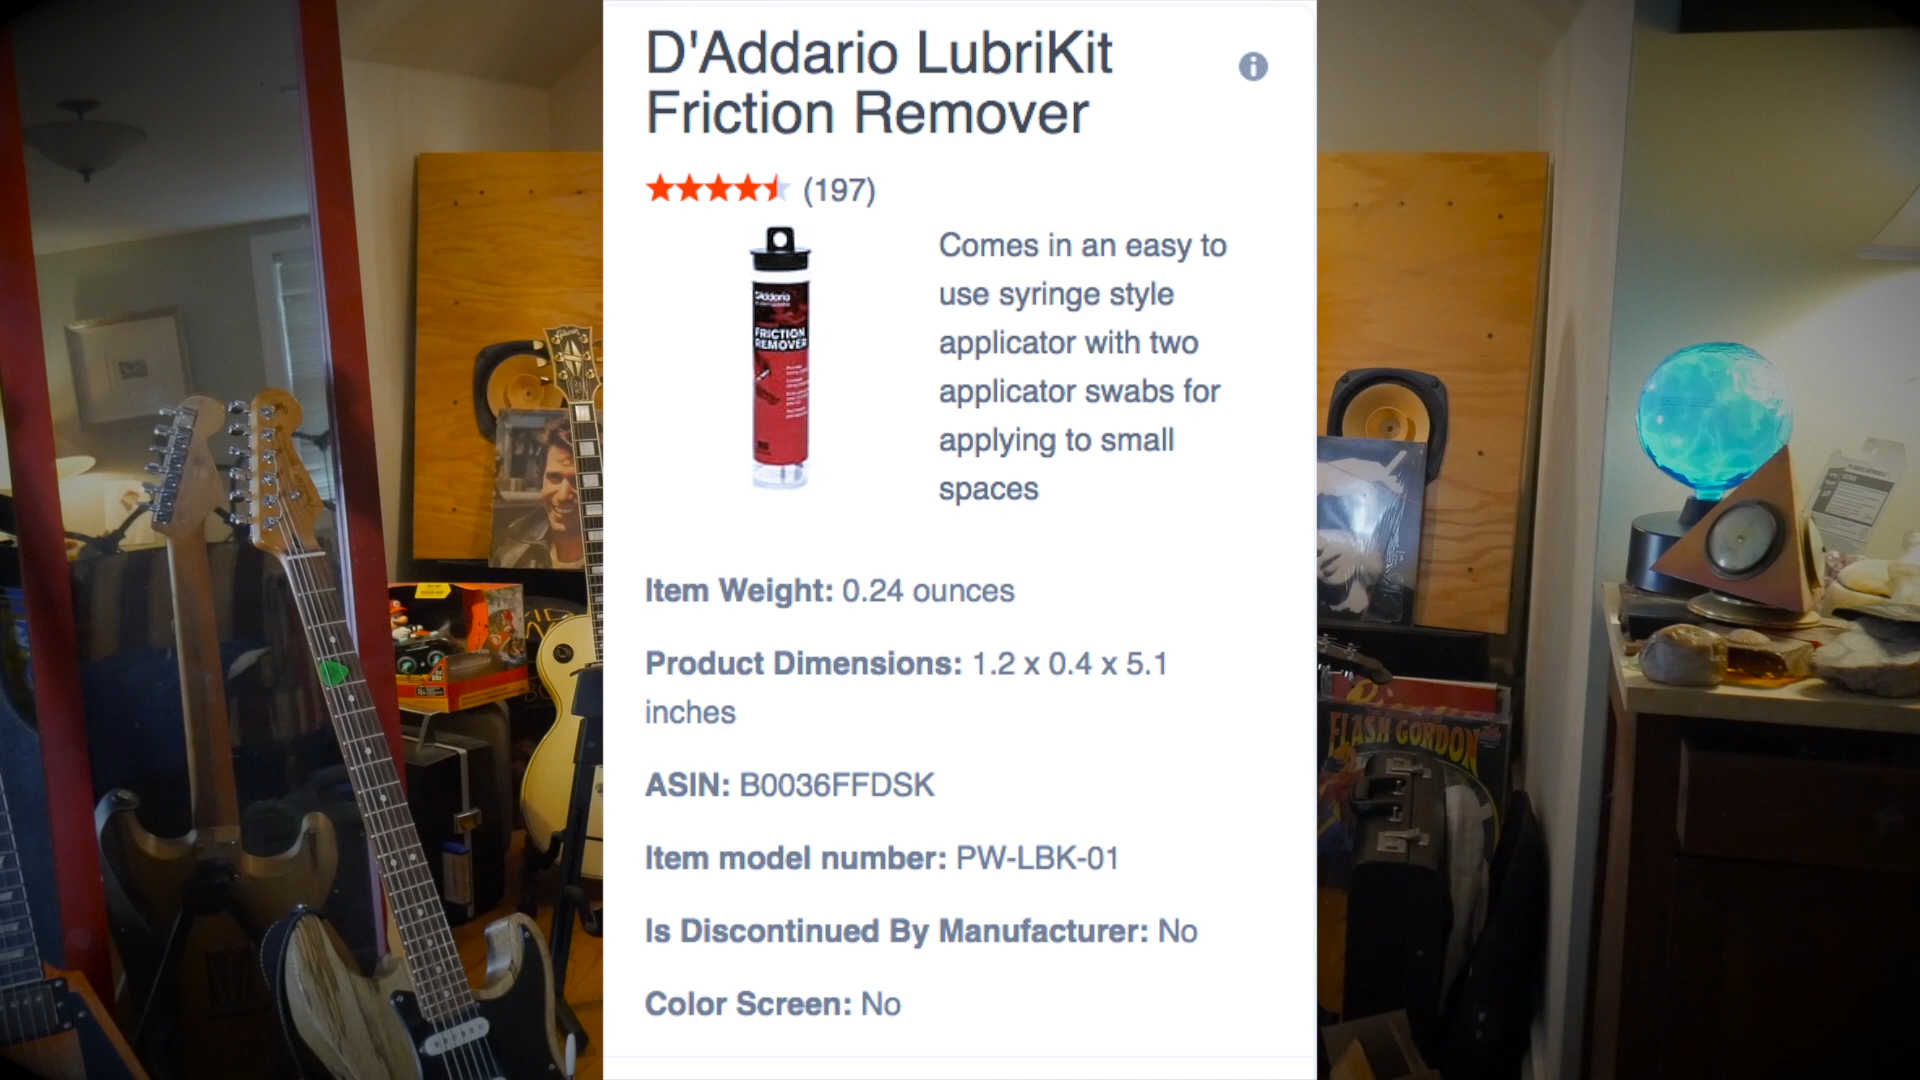 D'Addario LubriKit
Friction Remover
(197)
D'Addario
FRICTION
REMOVER
Comes in an easy to
use syringe style
applicator with two
applicator swabs for
applying to small
spaces
Item Weight: 0.24 ounces
Product Dimensions: 1.2 x 0.4 x 5.1
inches
ASIN: B0036FFDSK
Item model number: PW-LBK-01
Is Discontinued By Manufacturer: No
Color Screen: No
Gibson
FLASH GORDON